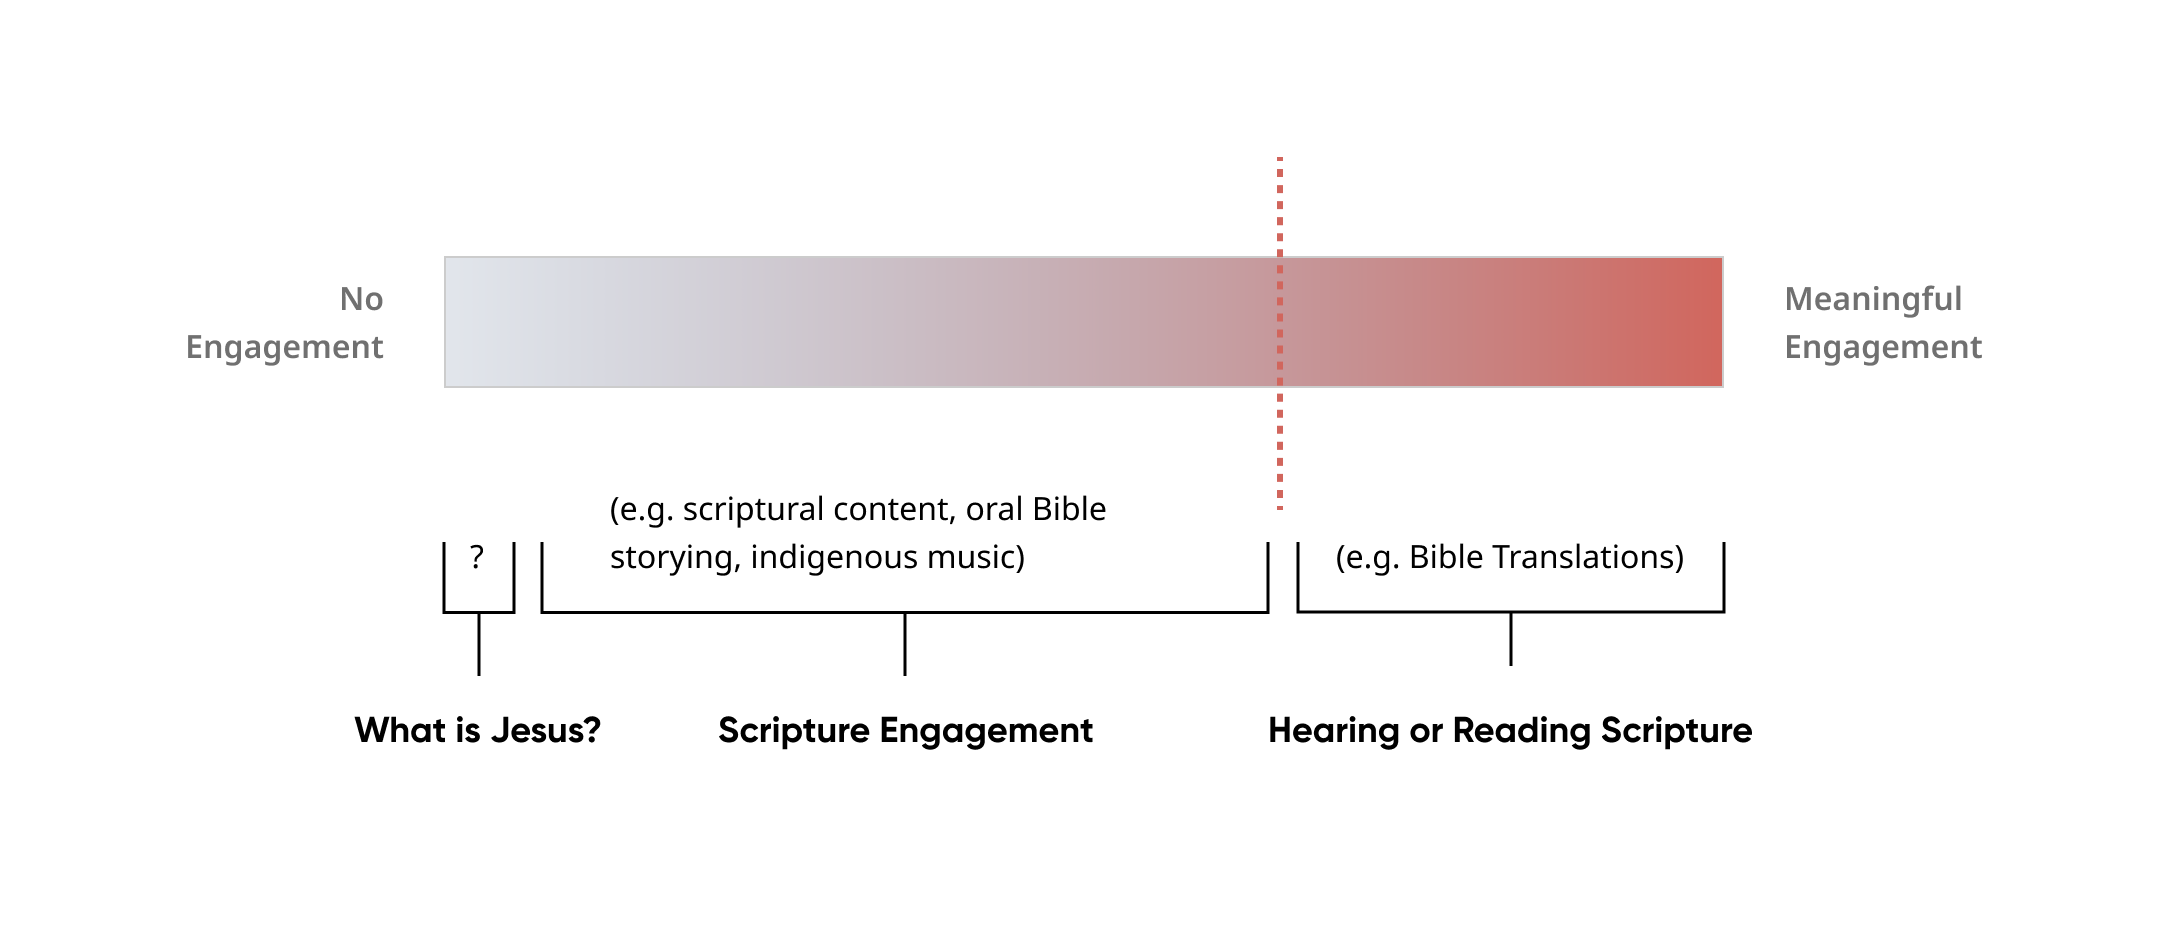 No
Engagement
Meaningful
Engagement
(e.g. scriptural content, oral Bible
storying, indigenous music)
?
(e.g. Bible Translations)
What is Jesus?
Scripture Engagement
Hearing or Reading Scripture